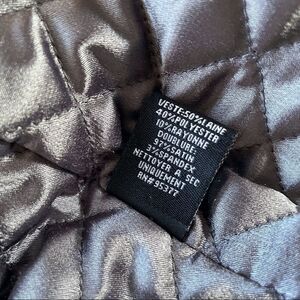 VESTE:50%LAINE
40%POLYESTER
10%RAYONNE
DOUBLURE:
97%SATIN
3%SPANDEX
NETTOYER A SEC
UNIQUEMENT
RN#95377